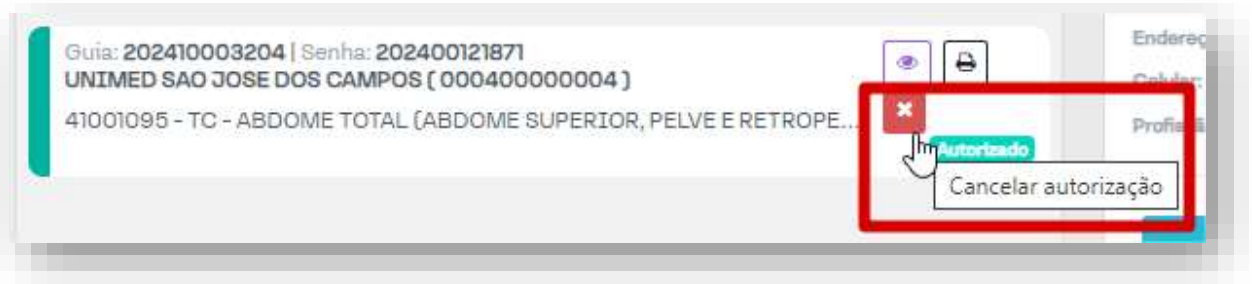 Guia: 202410003204 | Senha: 202400121871
UNIMED SAO JOSE DOS CAMPOS ( 000400000004 )
41001095 - TC - ABDOME TOTAL (ABDOME SUPERIOR, PELVE E RETROPE...
Autorizado
Cancelar autorização
Celular: